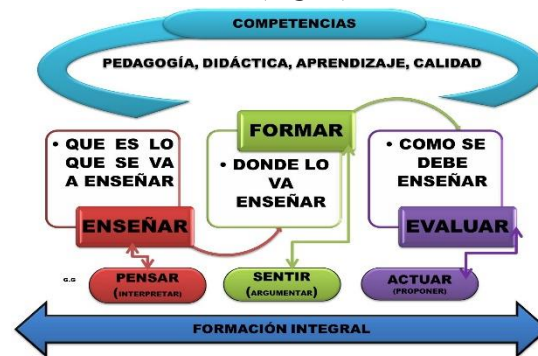 COMPETENCIAS
PEDAGOGÍA, DIDÁCTICA, APRENDIZAJE, CALIDAD
• QUE ES LO
QUE SE VA
A ENSEÑAR
ENSEÑAR
FORMAR
• DONDE LO
VA
ENSEÑAR
• COMO SE
DEBE
ENSEÑAR
EVALUAR
G.G
PENSAR
(INTERPRETAR)
SENTIR
(ARGUMENTAR)
ACTUAR
(PROPONER)
FORMACIÓN INTEGRAL